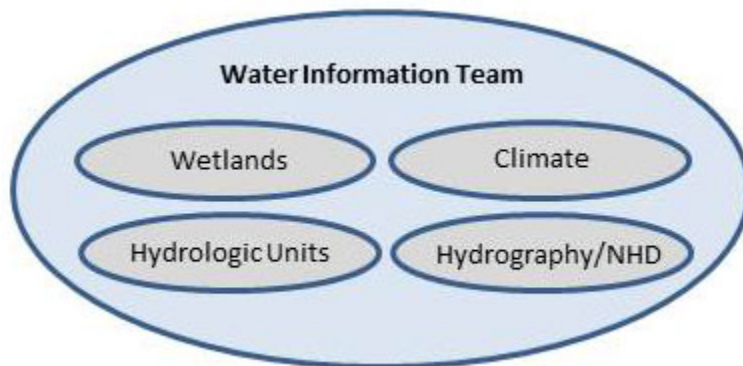 Water Information Team
Wetlands
Climate
Hydrologic Units
Hydrography/NHD